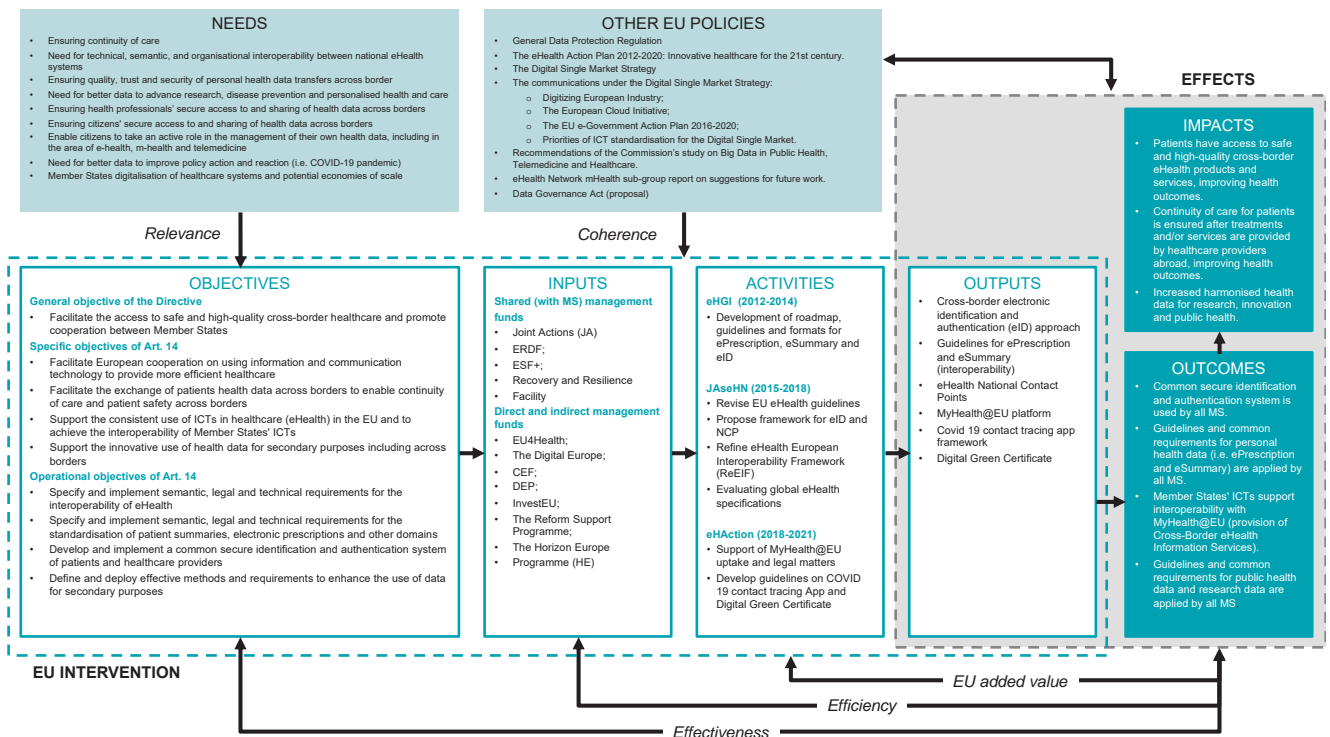 NEEDS
• Ensuring continuity of care
• Need for technical, semantic, and organisational interoperability between national eHealth
systems
• Ensuring quality, trust and security of personal health data transfers across border
• Need for better data to advance research, disease prevention and personalised health and care
• Ensuring health professionals' secure access to and sharing of health data across borders
• Ensuring citizens' secure access to and sharing of health data across borders
• Enable citizens to take an active role in the management of their own health data, including in
the area of e-health, m-health and telemedicine
• Need for better data to improve policy action and reaction (i.e. COVID-19 pandemic)
• Member States digitalisation of healthcare systems and potential economies of scale
OTHER EU POLICIES
• General Data Protection Regulation
• The eHealth Action Plan 2012-2020: Innovative healthcare for the 21st century.
• The Digital Single Market Strategy
• The communications under the Digital Single Market Strategy:
o Digitizing European Industry;
o The European Cloud Initiative;
o The EU e-Government Action Plan 2016-2020;
o Priorities of ICT standardisation for the Digital Single Market.
• Recommendations of the Commission's study on Big Data in Public Health,
Telemedicine and Healthcare.
• eHealth Network mHealth sub-group report on suggestions for future work.
• Data Governance Act (proposal)
EFFECTS
IMPACTS
• Patients have access to safe
and high-quality cross-border
eHealth products and
services, improving health
outcomes.
• Continuity of care for patients
is ensured after treatments
and/or services are provided
by healthcare providers
abroad, improving health
outcomes.
• Increased harmonised health
data for research, innovation
and public health.
Relevance
Coherence
OBJECTIVES
General objective of the Directive
• Facilitate the access to safe and high-quality cross-border healthcare and promote
cooperation between Member States
Specific objectives of Art. 14
• Facilitate European cooperation on using information and communication
technology to provide more efficient healthcare
• Facilitate the exchange of patients health data across borders to enable continuity
of care and patient safety across borders
• Support the consistent use of ICTs in healthcare (eHealth) in the EU and to
achieve the interoperability of Member States' ICTs
• Support the innovative use of health data for secondary purposes including across
borders
Operational objectives of Art. 14
• Specify and implement semantic, legal and technical requirements for the
interoperability of eHealth
• Specify and implement semantic, legal and technical requirements for the
standardisation of patient summaries, electronic prescriptions and other domains
• Develop and implement a common secure identification and authentication system
of patients and healthcare providers
• Define and deploy effective methods and requirements to enhance the use of data
for secondary purposes
INPUTS
Shared (with MS) management
funds
• Joint Actions (JA)
• ERDF;
• ESF+;
• Recovery and Resilience
• Facility
Direct and indirect management
funds
• EU4Health;
• The Digital Europe;
• CEF;
• DEP;
• InvestEU;
• The Reform Support
Programme;
• The Horizon Europe
• Programme (HE)
ACTIVITIES
eHGI (2012-2014)
• Development of roadmap,
guidelines and formats for
ePrescription, eSummary and
eID
JAseHN (2015-2018)
• Revise EU eHealth guidelines
• Propose framework for eID and
NCP
• Refine eHealth European
Interoperability Framework
(ReEIF)
• Evaluating global eHealth
specifications
eHAction (2018-2021)
• Support of MyHealth@EU
uptake and legal matters
• Develop guidelines on COVID
19 contact tracing App and
Digital Green Certificate
OUTPUTS
• Cross-border electronic
identification and
authentication (eID) approach
• Guidelines for ePrescription
and eSummary
(interoperability)
• eHealth National Contact
Points
• MyHealth@EU platform
• Covid 19 contact tracing app
framework
• Digital Green Certificate
OUTCOMES
• Common secure identification
and authentication system is
used by all MS.
• Guidelines and common
requirements for personal
health data (i.e. ePrescription
and eSummary) are applied by
all MS.
• Member States' ICTs support
interoperability with
MyHealth@EU (provision of
Cross-Border eHealth
Information Services).
• Guidelines and common
requirements for public health
data and research data are
applied by all MS
EU INTERVENTION
EU added value
Efficiency
Effectiveness